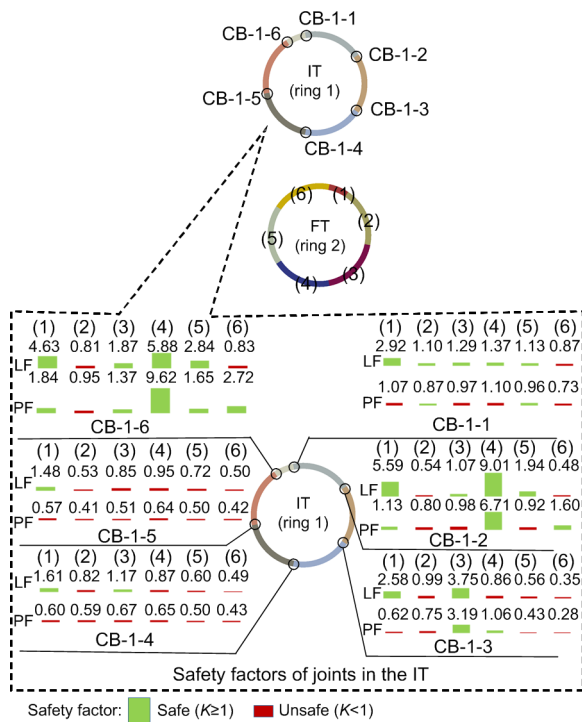 CB-1-1
CB-1-6
CB-1-2
IT
(ring 1)
CB-1-5
CB-1-3
CB-1-4
(6) (1)
(2)
FT
(ring 2)
(5)
(4) (3)
(1) (2) (3) (4) (5) (6)
4.63 0.81 1.87 5.88 2.84 0.83
LF
1.84 0.95 1.37 9.62 1.65 2.72
PF
CB-1-6
(1) (2) (3) (4) (5) (6)
2.92 1.10 1.29 1.37 1.13 0.87
LF
1.07 0.87 0.97 1.10 0.96 0.73
PF
CB-1-1
(1) (2) (3) (4) (5) (6)
1.48 0.53 0.85 0.95 0.72 0.50
LF
0.57 0.41 0.51 0.64 0.50 0.42
PF
CB-1-5
IT
(ring 1)
(1) (2) (3) (4) (5) (6)
5.59 0.54 1.07 9.01 1.94 0.48
LF
1.13 0.80 0.98 6.71 0.92 1.60
PF
CB-1-2
(1) (2) (3) (4) (5) (6)
1.61 0.82 1.17 0.87 0.60 0.49
LF
0.60 0.59 0.67 0.65 0.50 0.43
PF
CB-1-4
(1) (2) (3) (4) (5) (6)
2.58 0.99 3.75 0.86 0.56 0.35
LF
0.62 0.75 3.19 1.06 0.43 0.28
PF
CB-1-3
Safety factors of joints in the IT
Safety factor: Safe (K≥1) Unsafe (K<1)